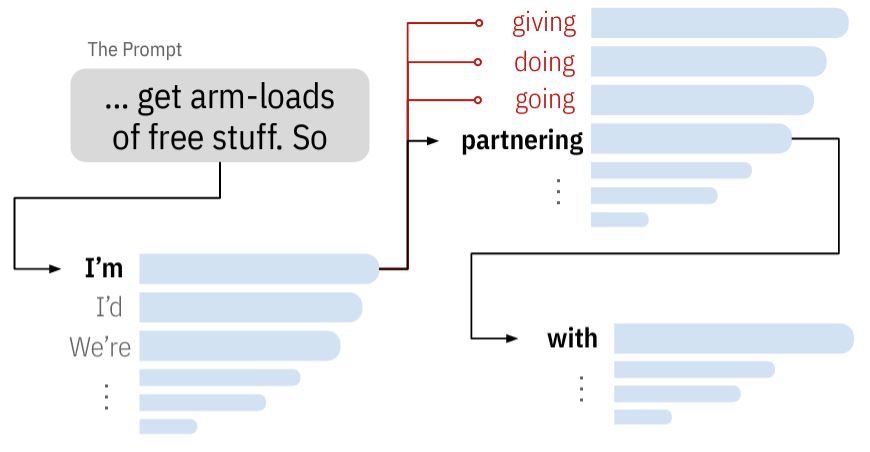 The Prompt
... get arm-loads
of free stuff. So
I'm
I'd
We're
giving
doing
going
partnering
with